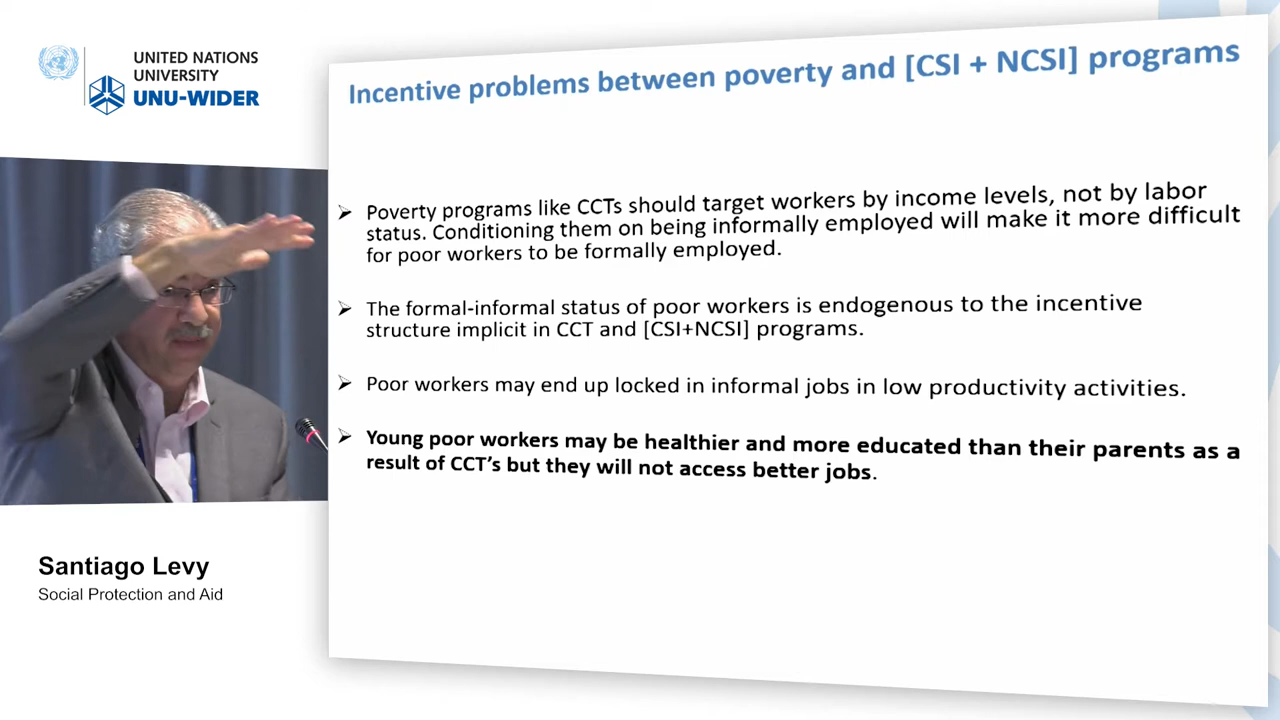 UNITED NATIONS
UNIVERSITY
UNU-WIDER
Incentive problems between poverty and [CSI + NCSI] programs
Poverty programs like CCTs should target workers by income levels, not by labor
status. Conditioning them on being informally employed will make it more difficult
for poor workers to be formally employed.
The formal-informal status of poor workers is endogenous to the incentive
structure implicit in CCT and [CSI+NCSI] programs.
Poor workers may end up locked in informal jobs in low productivity activities.
Young poor workers may be healthier and more educated than their parents as a
result of CCT’s but they will not access better jobs.
Santiago Levy
Social Protection and Aid